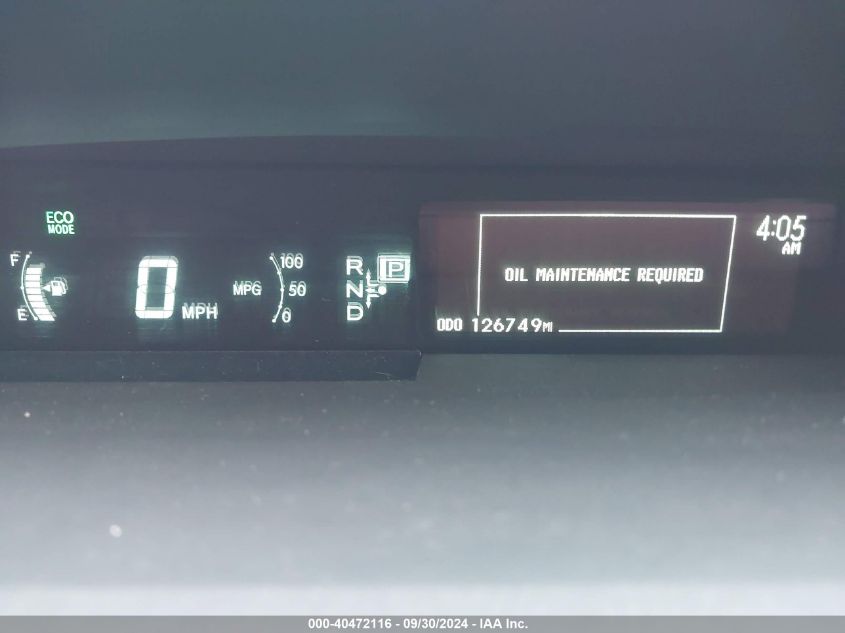 ECO
MODE
F
E
0 MPH
MPG
100
50
0
R
N
D
P
F
OIL MAINTENANCE REQUIRED
ODO 126749MI
4:05
AM
000-40472116 - 09/30/2024 - IAA Inc.